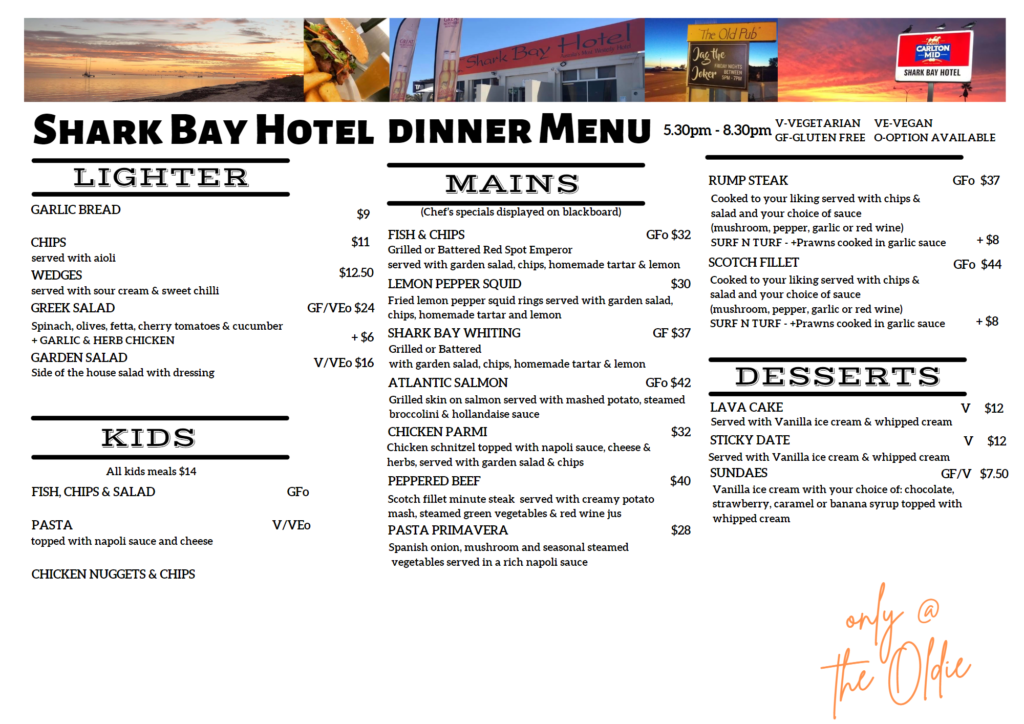 Shark Bay Hotel
The Old Pub
Jag the
Joker
FRIDAY NIGHTS
BETWEEN
5PM - 7PM
CARLTON
MID
SHARK BAY HOTEL
SHARK BAY HOTEL DINNER MENU 5.30pm - 8.30pm
V-VEGETARIAN VE-VEGAN
GF-GLUTEN FREE O-OPTION AVAILABLE
LIGHTER
GARLIC BREAD $9
CHIPS $11
served with aioli
WEDGES $12.50
served with sour cream & sweet chilli
GREEK SALAD GF/VEo $24
Spinach, olives, fetta, cherry tomatoes & cucumber
+ GARLIC & HERB CHICKEN + $6
GARDEN SALAD V/VEo $16
Side of the house salad with dressing
KIDS
All kids meals $14
FISH, CHIPS & SALAD GFo
PASTA V/VEo
topped with napoli sauce and cheese
CHICKEN NUGGETS & CHIPS
MAINS
(Chef's specials displayed on blackboard)
FISH & CHIPS GFo $32
Grilled or Battered Red Spot Emperor
served with garden salad, chips, homemade tartar & lemon
LEMON PEPPER SQUID $30
Fried lemon pepper squid rings served with garden salad,
chips, homemade tartar and lemon
SHARK BAY WHITING GF $37
Grilled or Battered
with garden salad, chips, homemade tartar & lemon
ATLANTIC SALMON GFo $42
Grilled skin on salmon served with mashed potato, steamed
broccolini & hollandaise sauce
CHICKEN PARMI $32
Chicken schnitzel topped with napoli sauce, cheese &
herbs, served with garden salad & chips
PEPPERED BEEF $40
Scotch fillet minute steak served with creamy potato
mash, steamed green vegetables & red wine jus
PASTA PRIMAVERA $28
Spanish onion, mushroom and seasonal steamed
vegetables served in a rich napoli sauce
RUMP STEAK GFo $37
Cooked to your liking served with chips &
salad and your choice of sauce
(mushroom, pepper, garlic or red wine)
SURF N TURF - +Prawns cooked in garlic sauce + $8
SCOTCH FILLET GFo $44
Cooked to your liking served with chips &
salad and your choice of sauce
(mushroom, pepper, garlic or red wine)
SURF N TURF - +Prawns cooked in garlic sauce + $8
DESSERTS
LAVA CAKE V $12
Served with Vanilla ice cream & whipped cream
STICKY DATE V $12
Served with Vanilla ice cream & whipped cream
SUNDAES GF/V $7.50
Vanilla ice cream with your choice of: chocolate,
strawberry, caramel or banana syrup topped with
whipped cream
only @
the Oldie